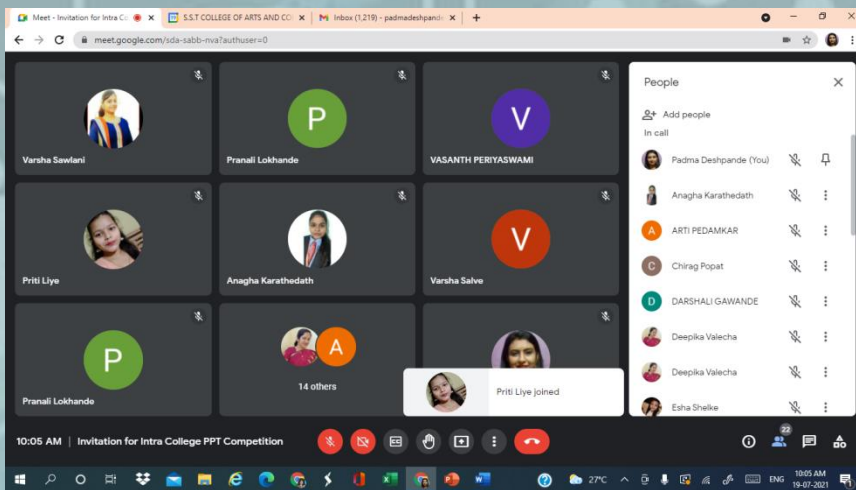 Meet - Invitation for Intra Co
S.S.T COLLEGE OF ARTS AND CO
Inbox (1,219) - padmadeshpand
meet.google.com/sda-sabb-nva?authuser=0
Varsha Sawlani
P
Pranali Lokhande
V
VASANTH PERIYASWAMI
Priti Liye
Anagha Karathedath
V
Varsha Salve
P
Pranali Lokhande
A
14 others
Priti Liye joined
People
Add people
In call
Padma Deshpande (You)
Anagha Karathedath
A ARTI PEDAMKAR
C Chirag Popat
D DARSHALI GAWANDE
Deepika Valecha
Deepika Valecha
Esha Shelke
10:05 AM | Invitation for Intra College PPT Competition
22
27°C
ENG
10:05 AM
19-07-2021